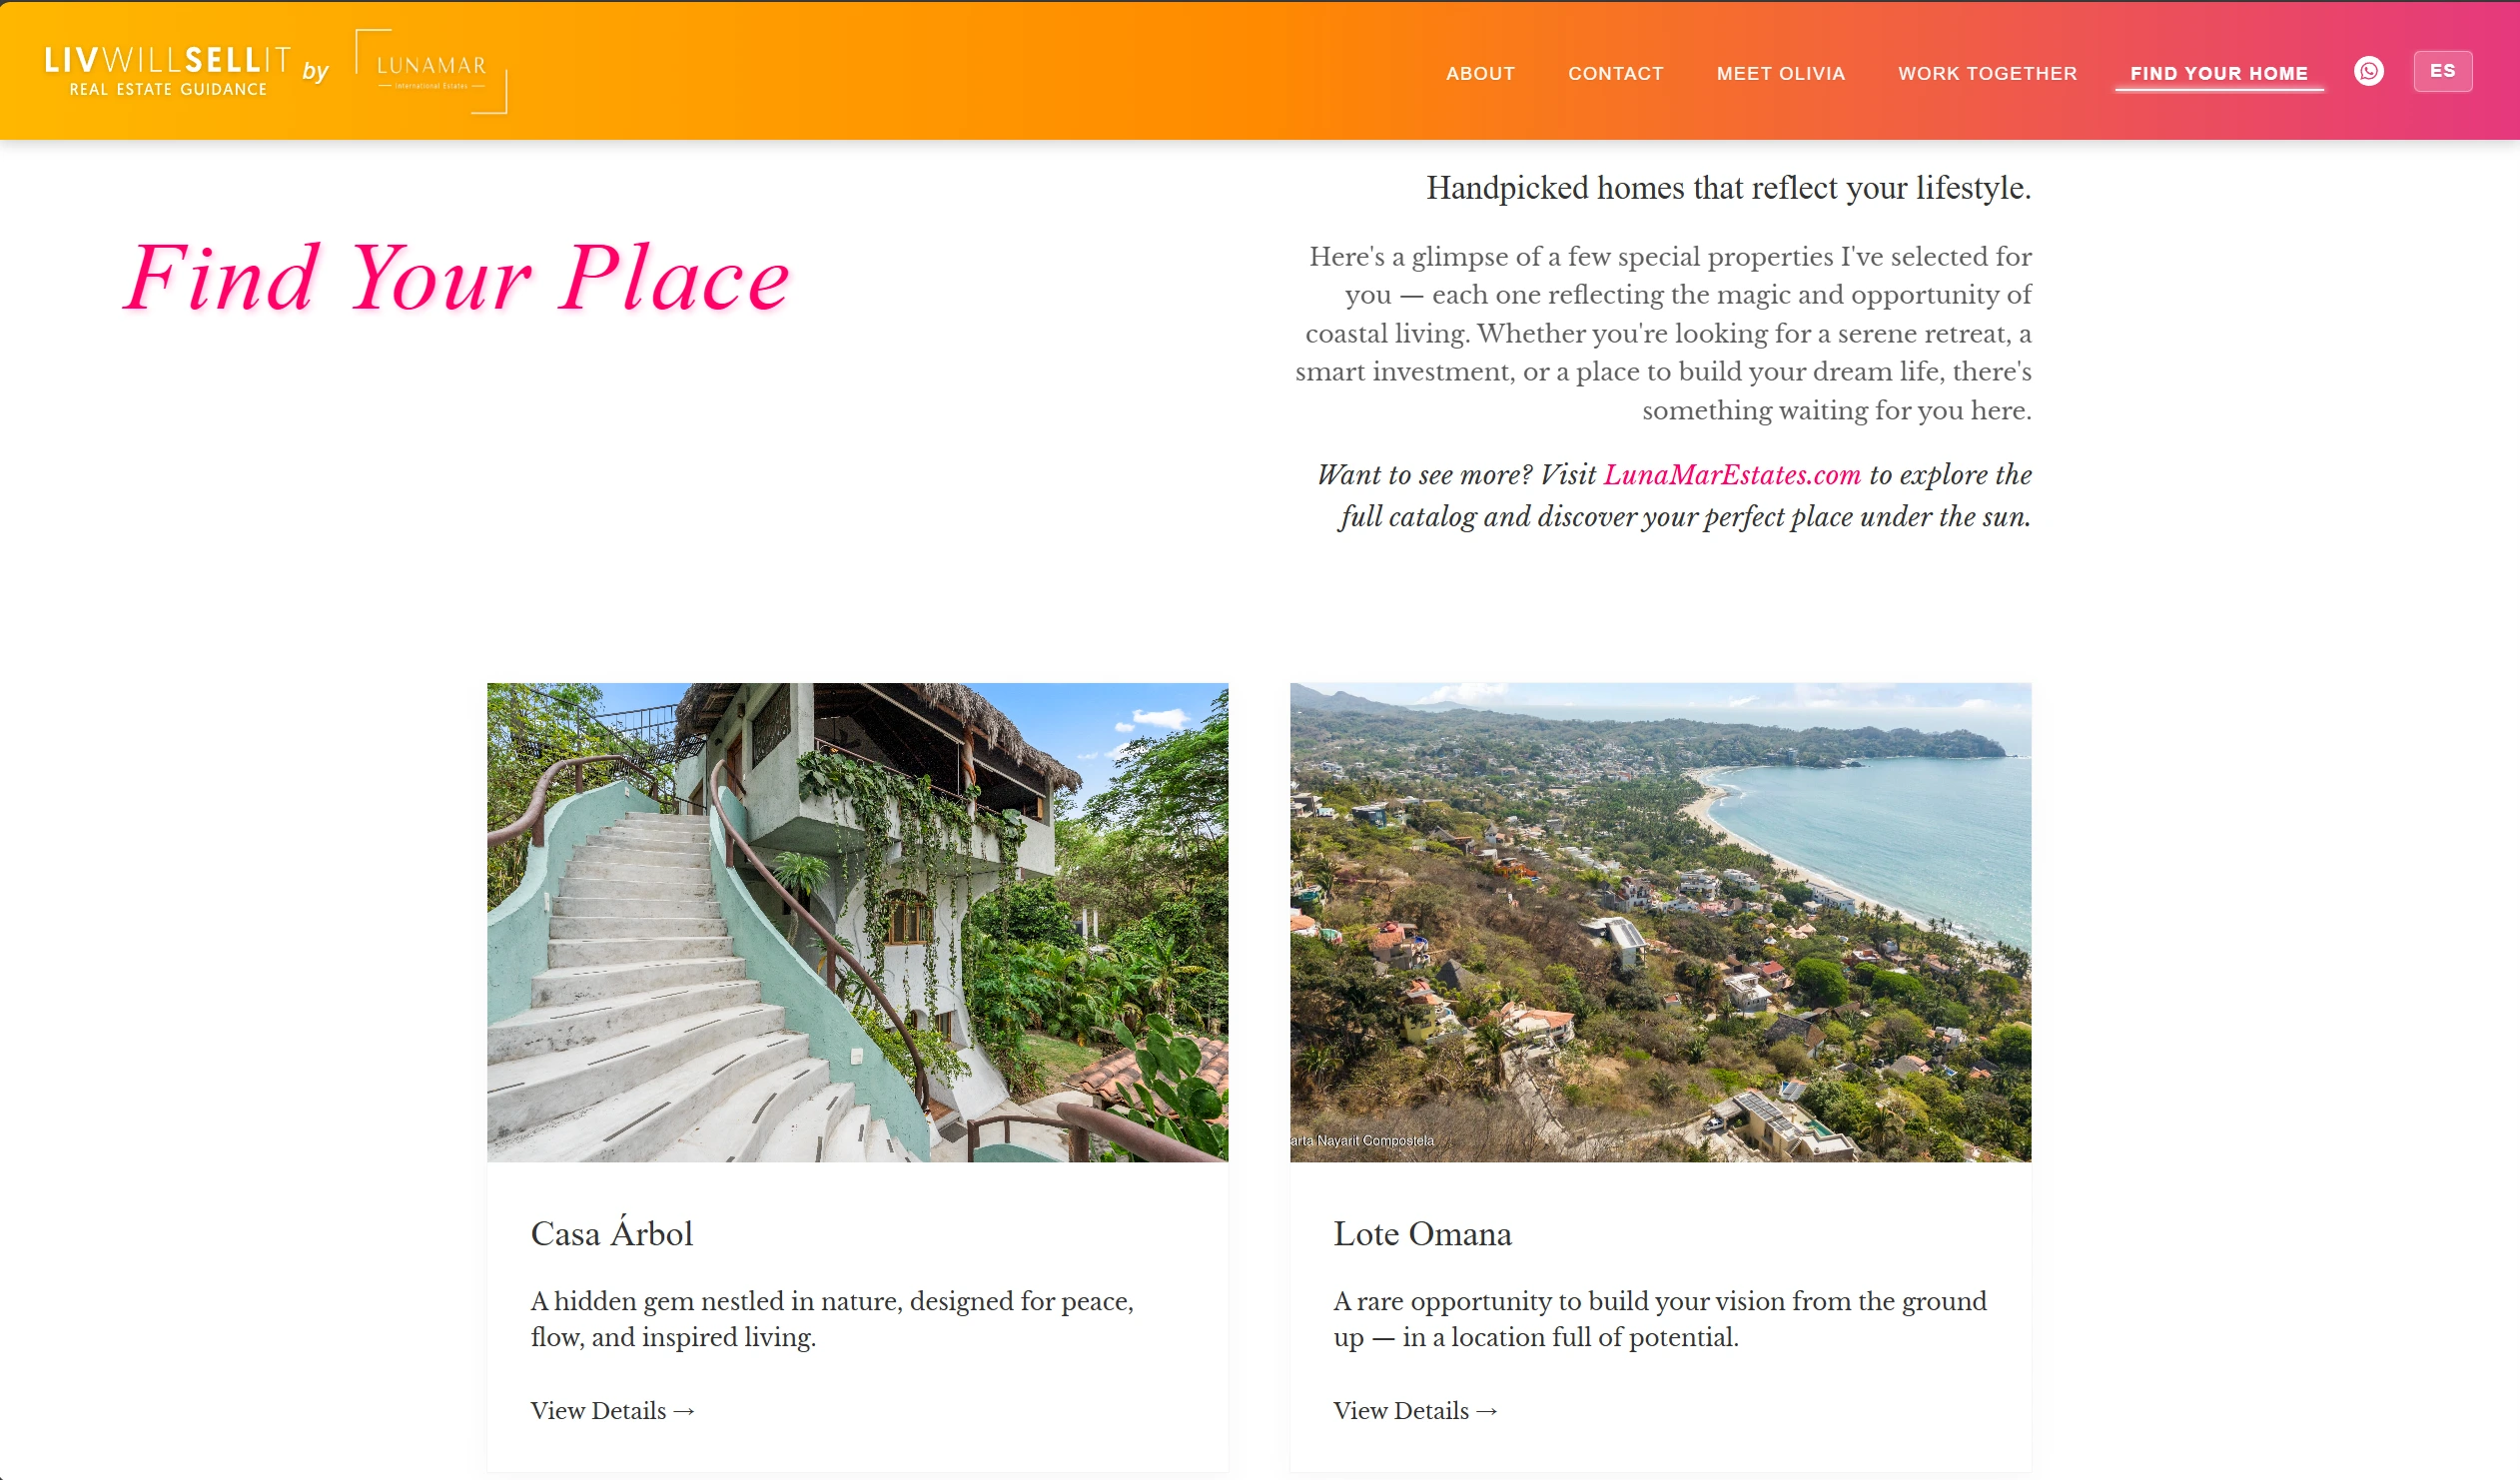 LIVWILLSELLIT
REAL ESTATE GUIDANCE
by
LUNAMAR
International Estates
ABOUT
CONTACT
MEET OLIVIA
WORK TOGETHER
FIND YOUR HOME
ES
Find Your Place
Handpicked homes that reflect your lifestyle.
Here's a glimpse of a few special properties I've selected for
you — each one reflecting the magic and opportunity of
coastal living. Whether you're looking for a serene retreat, a
smart investment, or a place to build your dream life, there's
something waiting for you here.
Want to see more? Visit LunaMarEstates.com to explore the
full catalog and discover your perfect place under the sun.
arta Nayarit Compostela
Casa Árbol
A hidden gem nestled in nature, designed for peace,
flow, and inspired living.
View Details →
Lote Omana
A rare opportunity to build your vision from the ground
up — in a location full of potential.
View Details →